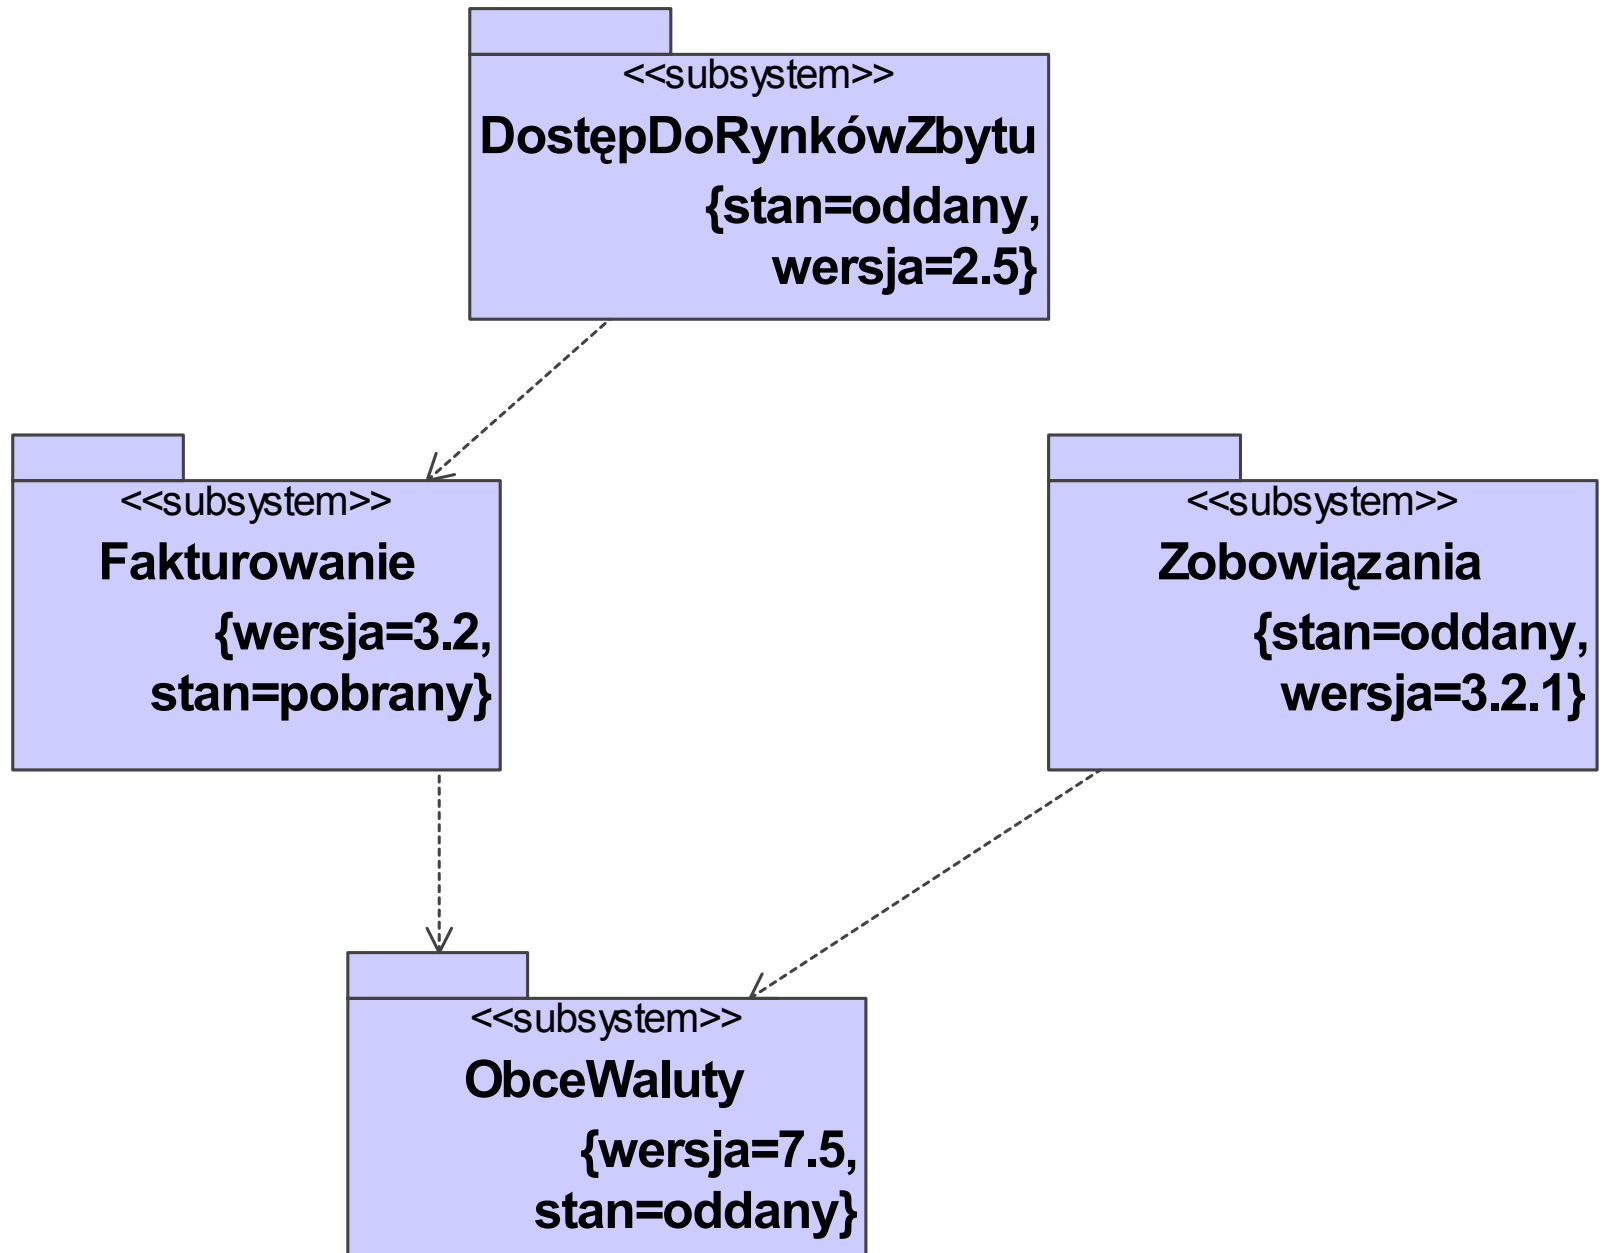 <<subsystem>>
DostępDoRynkówZbytu
{stan=oddany,
wersja=2.5}
<<subsystem>>
Fakturowanie
{wersja=3.2,
stan=pobrany}
<<subsystem>>
Zobowiązania
{stan=oddany,
wersja=3.2.1}
<<subsystem>>
ObceWaluty
{wersja=7.5,
stan=oddany}